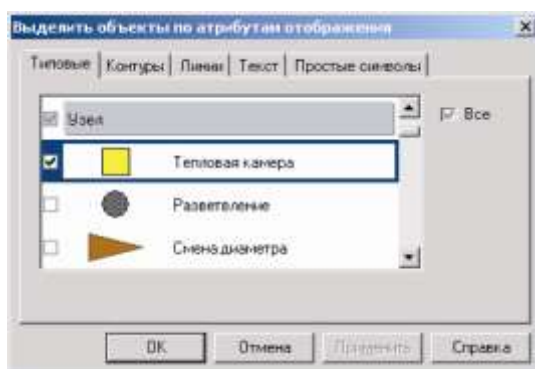 Выделить объекты по атрибутам отображения
Типовые Контуры Линии Текст Простые символы
Узел
Все
Тепловая камера
Разветвление
Смена диаметра
OK Отмена Применить Справка